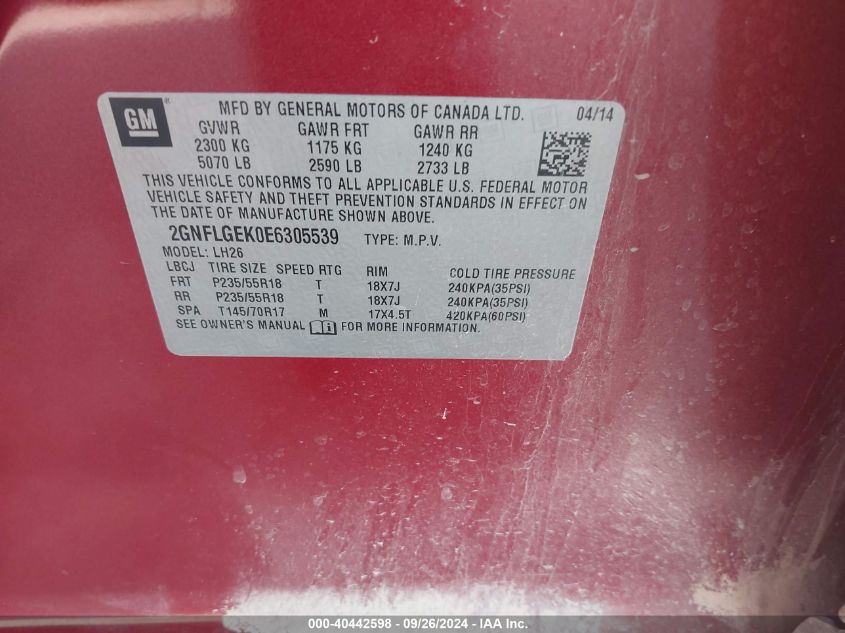 GM ® MFD BY GENERAL MOTORS OF CANADA LTD. 04/14
GVWR GAWR FRT GAWR RR
2300 KG 1175 KG 1240 KG
5070 LB 2590 LB 2733 LB
THIS VEHICLE CONFORMS TO ALL APPLICABLE U.S. FEDERAL MOTOR
VEHICLE SAFETY AND THEFT PREVENTION STANDARDS IN EFFECT ON
THE DATE OF MANUFACTURE SHOWN ABOVE.
2GNFLGEK0E6305539 TYPE: M.P.V.
MODEL: LH26
LBCJ TIRE SIZE SPEED RTG RIM COLD TIRE PRESSURE
FRT P235/55R18 T 18X7J 240KPA(35PSI)
RR P235/55R18 T 18X7J 240KPA(35PSI)
SPA T145/70R17 M 17X4.5T 420KPA(60PSI)
SEE OWNER'S MANUAL i FOR MORE INFORMATION.
000-40442598 - 09/26/2024 - IAA Inc.